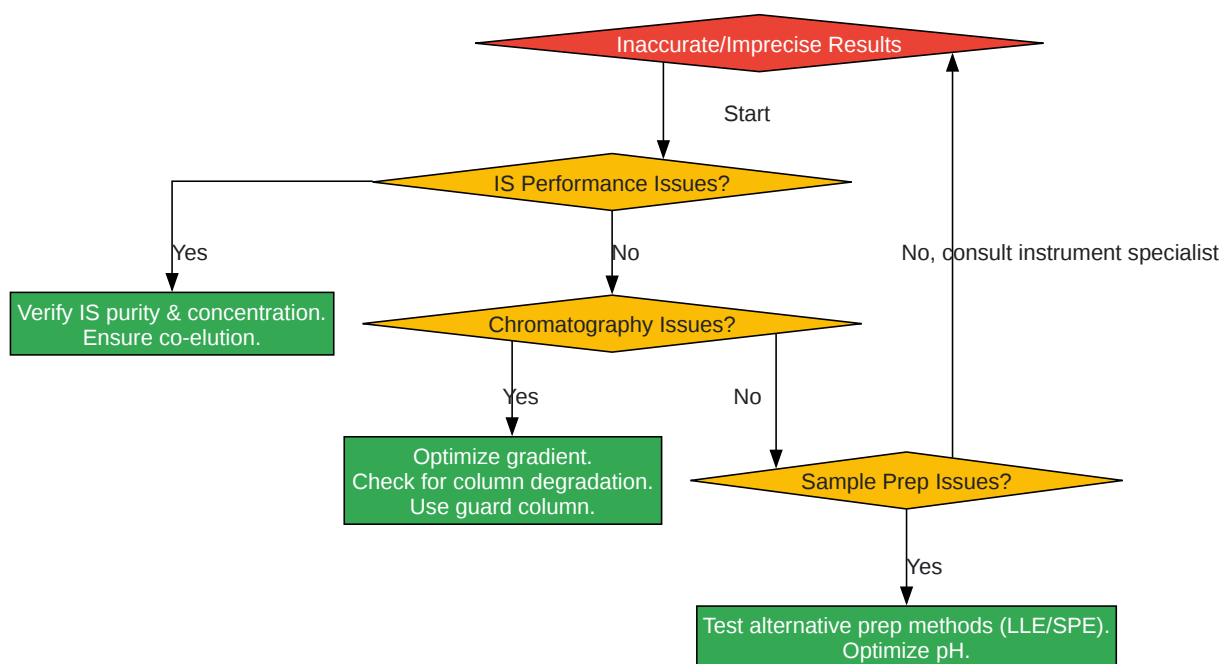 Inaccurate/Imprecise Results
Start
IS Performance Issues?
Yes
No
No, consult instrument specialist
Verify IS purity & concentration.
Ensure co-elution.
Chromatography Issues?
Yes
No
Optimize gradient.
Check for column degradation.
Use guard column.
Sample Prep Issues?
Yes
Test alternative prep methods (LLE/SPE).
Optimize pH.